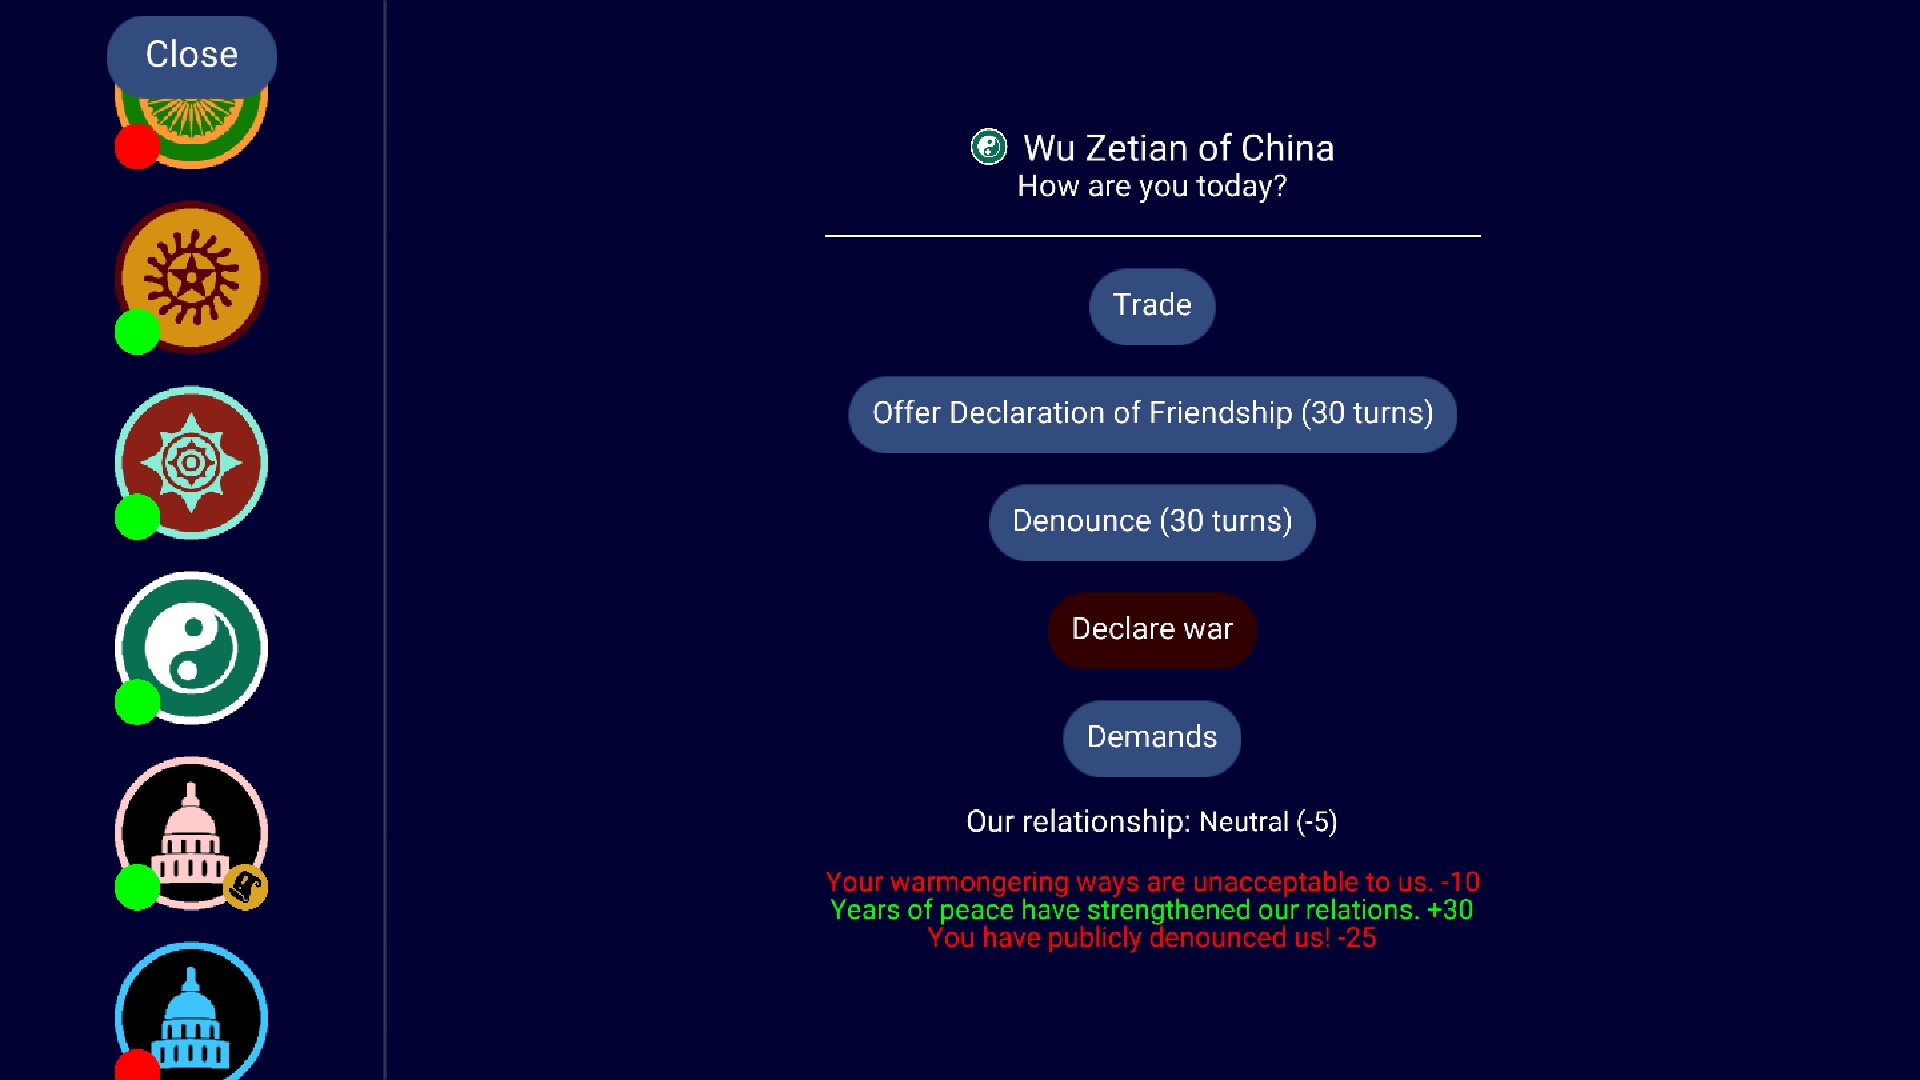 Close
Wu Zetian of China
How are you today?
Trade
Offer Declaration of Friendship (30 turns)
Denounce (30 turns)
Declare war
Demands
Our relationship: Neutral (-5)
Your warmongering ways are unacceptable to us. -10
Years of peace have strengthened our relations. +30
You have publicly denounced us! -25